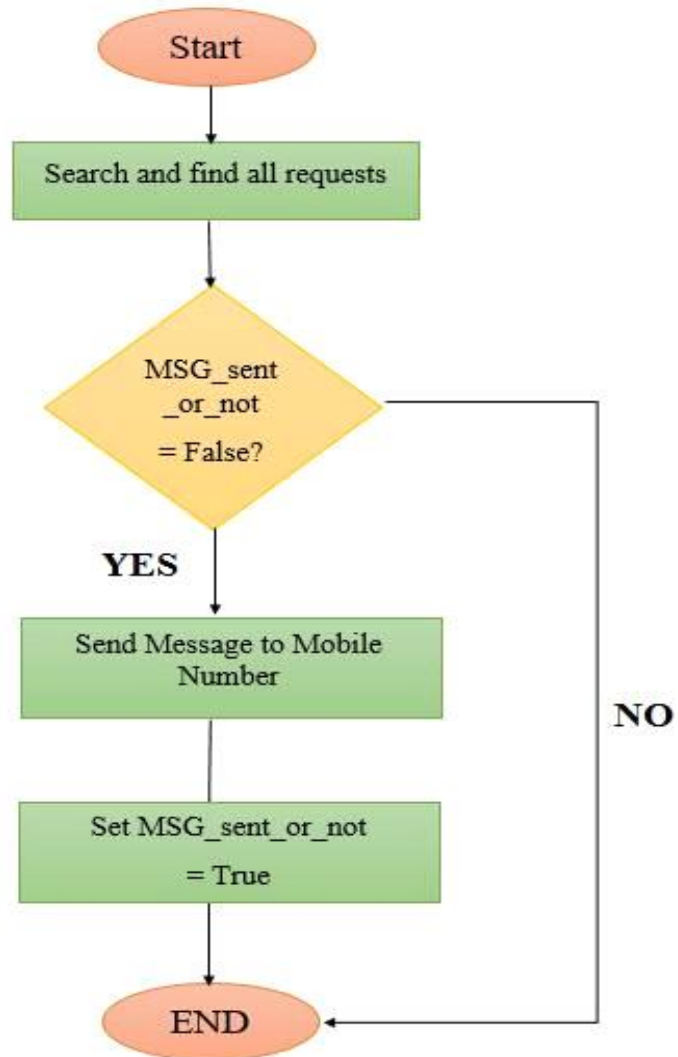 Start
Search and find all requests
MSG_sent
_or_not
= False?
YES
Send Message to Mobile
Number
NO
Set MSG_sent_or_not
= True
END